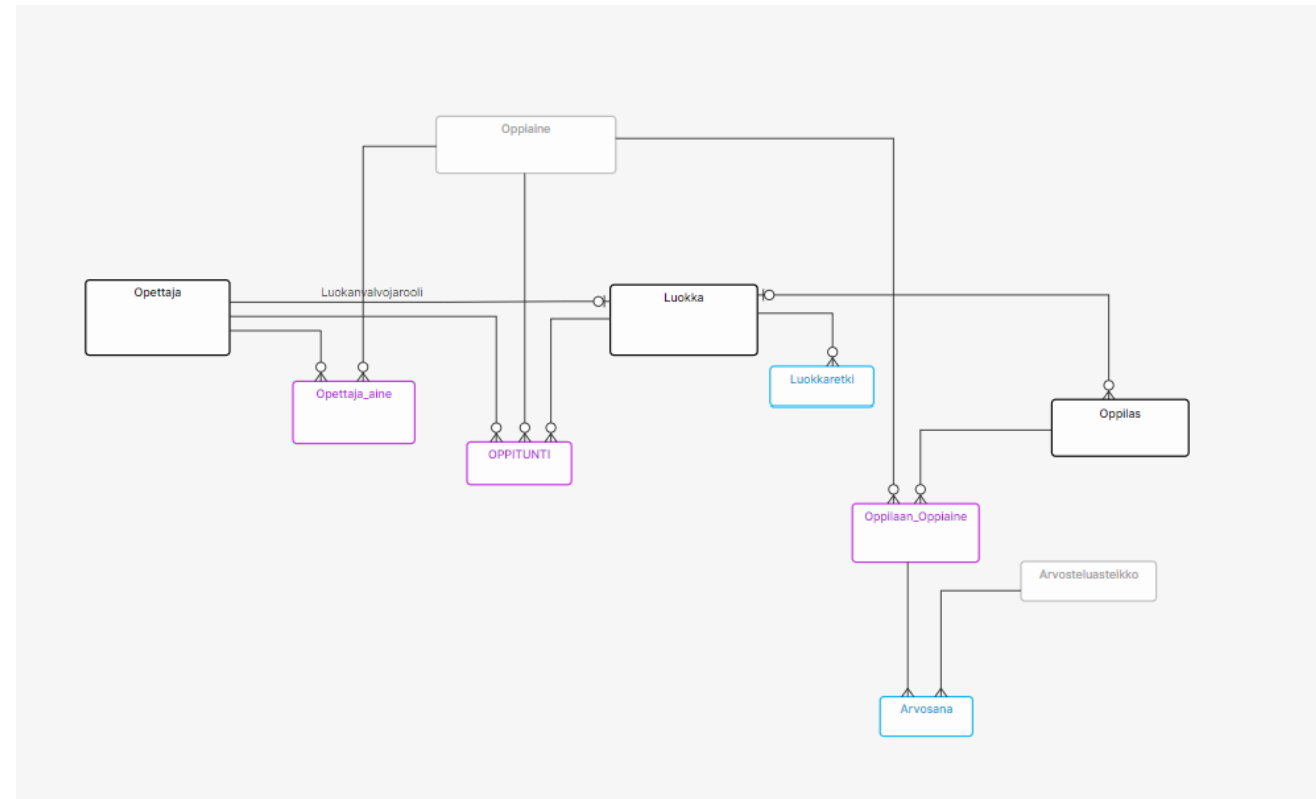 Oppiaine
Opettaja
Luokanvalvojarooli
Luokka
Luokkaretki
Opettaja_aine
Oppilas
OPPITUNTI
Oppilaan_Oppiaine
Arvosteluasteikko
Arvosana